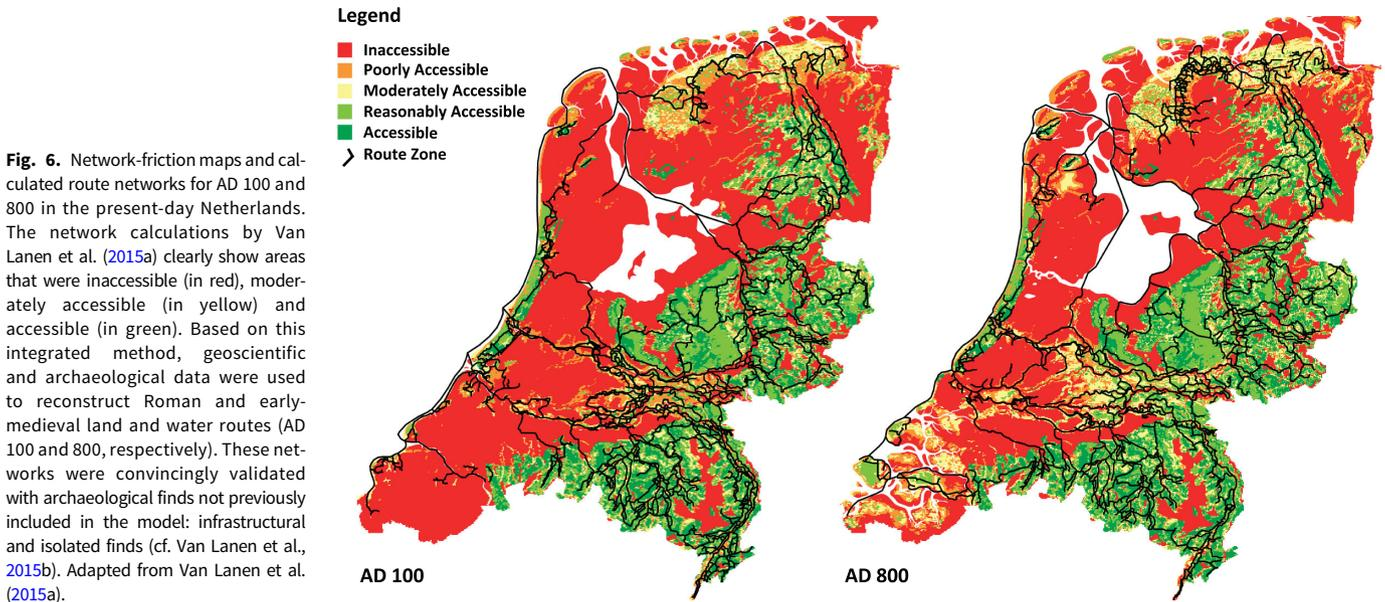 Fig. 6. Network-friction maps and cal-
culated route networks for AD 100 and
800 in the present-day Netherlands.
The network calculations by Van
Lanen et al. (2015a) clearly show areas
that were inaccessible (in red), moder-
ately accessible (in yellow) and
accessible (in green). Based on this
integrated method, geoscientific
and archaeological data were used
to reconstruct Roman and early-
medieval land and water routes (AD
100 and 800, respectively). These net-
works were convincingly validated
with archaeological finds not previously
included in the model: infrastructural
and isolated finds (cf. Van Lanen et al.,
2015b). Adapted from Van Lanen et al.
(2015a).
Legend
Inaccessible
Poorly Accessible
Moderately Accessible
Reasonably Accessible
Accessible
Route Zone
AD 100
AD 800